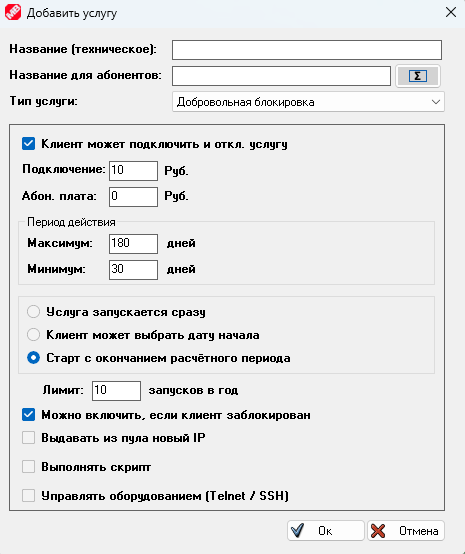 Добавить услугу
Название (техническое):
Название для абонентов: Σ
Тип услуги: Добровольная блокировка
Клиент может подключить и откл. услугу
Подключение: 10 Руб.
Абон. плата: 0 Руб.
Период действия
Максимум: 180 дней
Минимум: 30 дней
Услуга запускается сразу
Клиент может выбрать дату начала
Старт с окончанием расчётного периода
Лимит: 10 запусков в год
Можно включить, если клиент заблокирован
Выдавать из пула новый IP
Выполнять скрипт
Управлять оборудованием (Telnet / SSH)
Ок Отмена